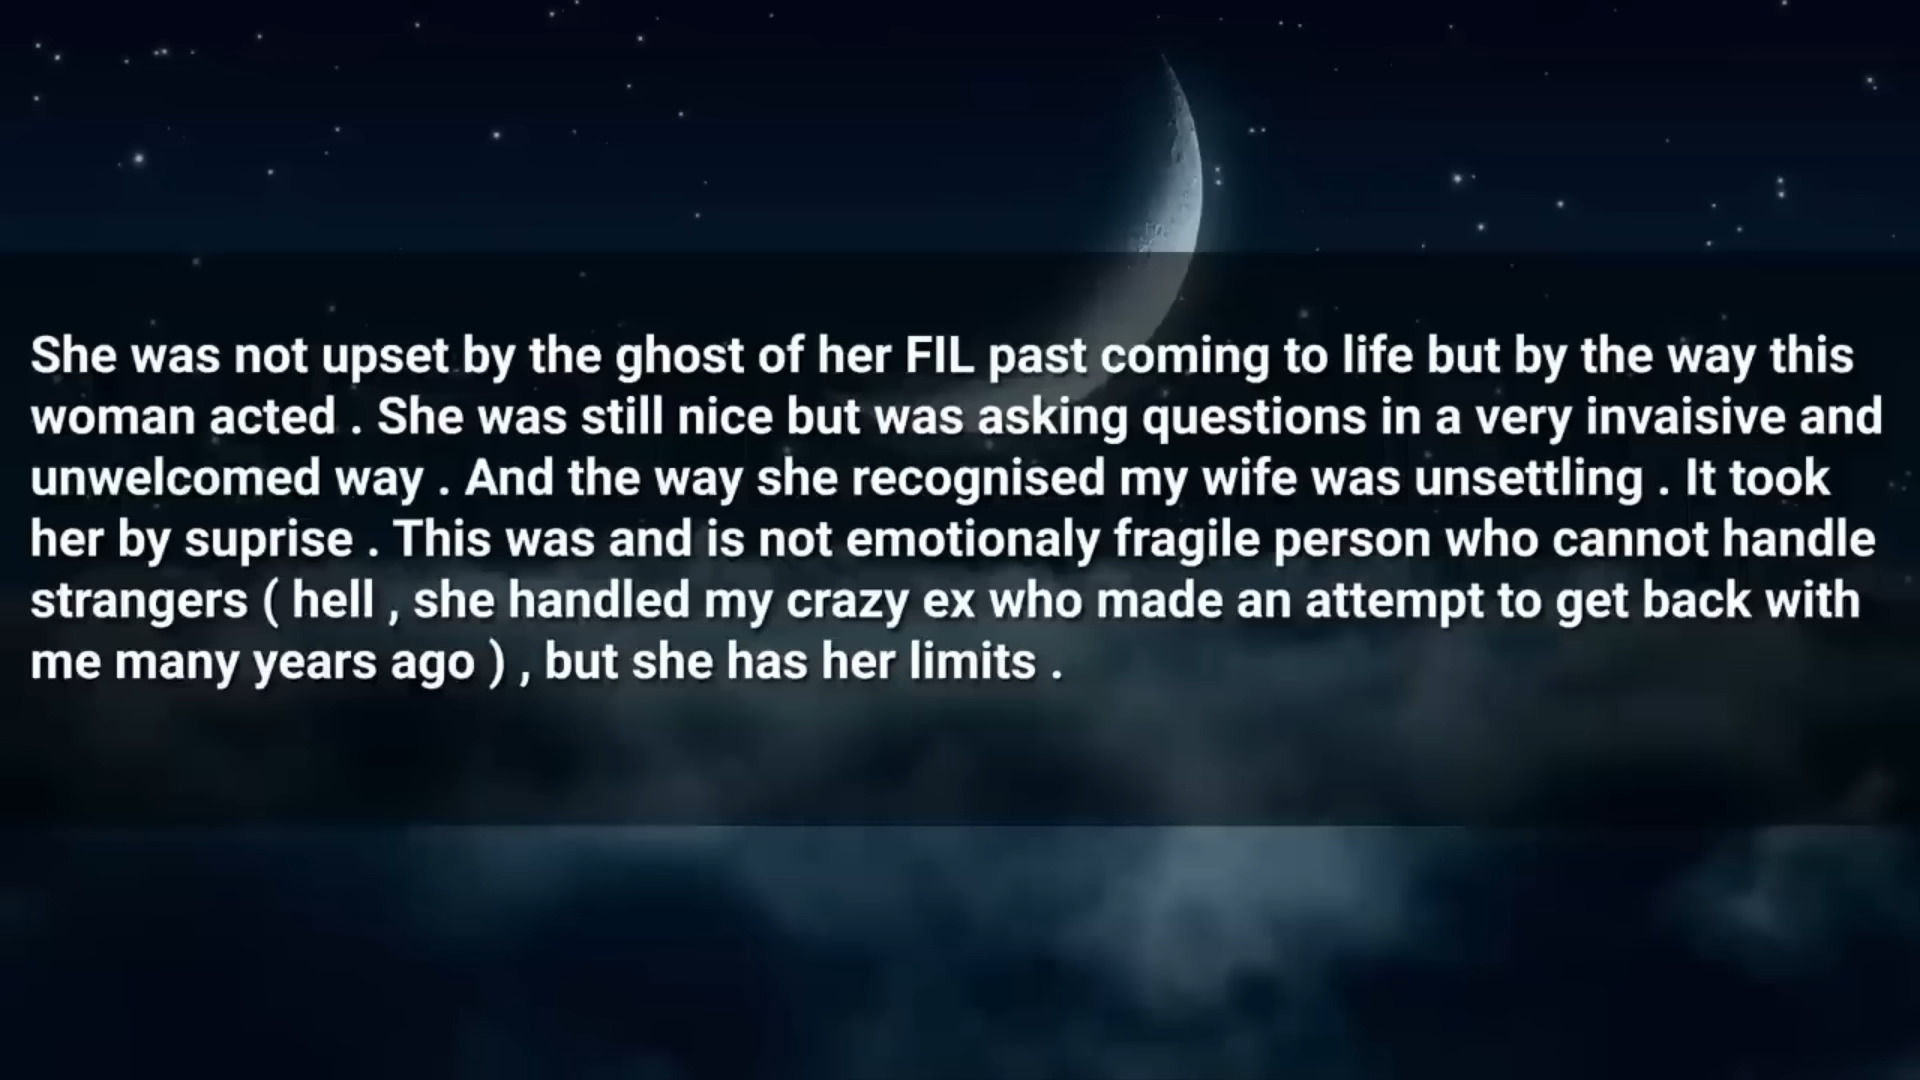 She was not upset by the ghost of her FIL past coming to life but by the way this
woman acted . She was still nice but was asking questions in a very invaisive and
unwelcomed way . And the way she recognised my wife was unsettling . It took
her by suprise . This was and is not emotionaly fragile person who cannot handle
strangers ( hell , she handled my crazy ex who made an attempt to get back with
me many years ago ) , but she has her limits .